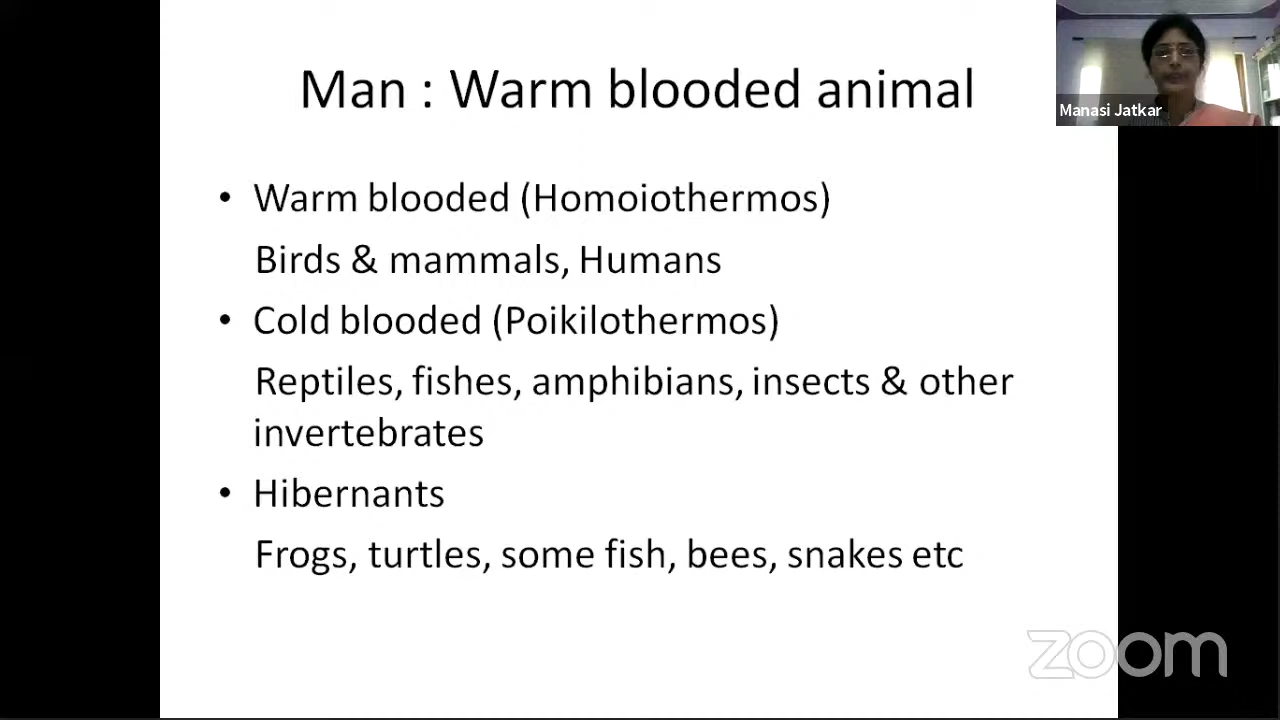 Man : Warm blooded animal
Manasi Jatkar
• Warm blooded (Homoiothermos)
Birds & mammals, Humans
• Cold blooded (Poikilothermos)
Reptiles, fishes, amphibians, insects & other
invertebrates
• Hibernants
Frogs, turtles, some fish, bees, snakes etc
zoom